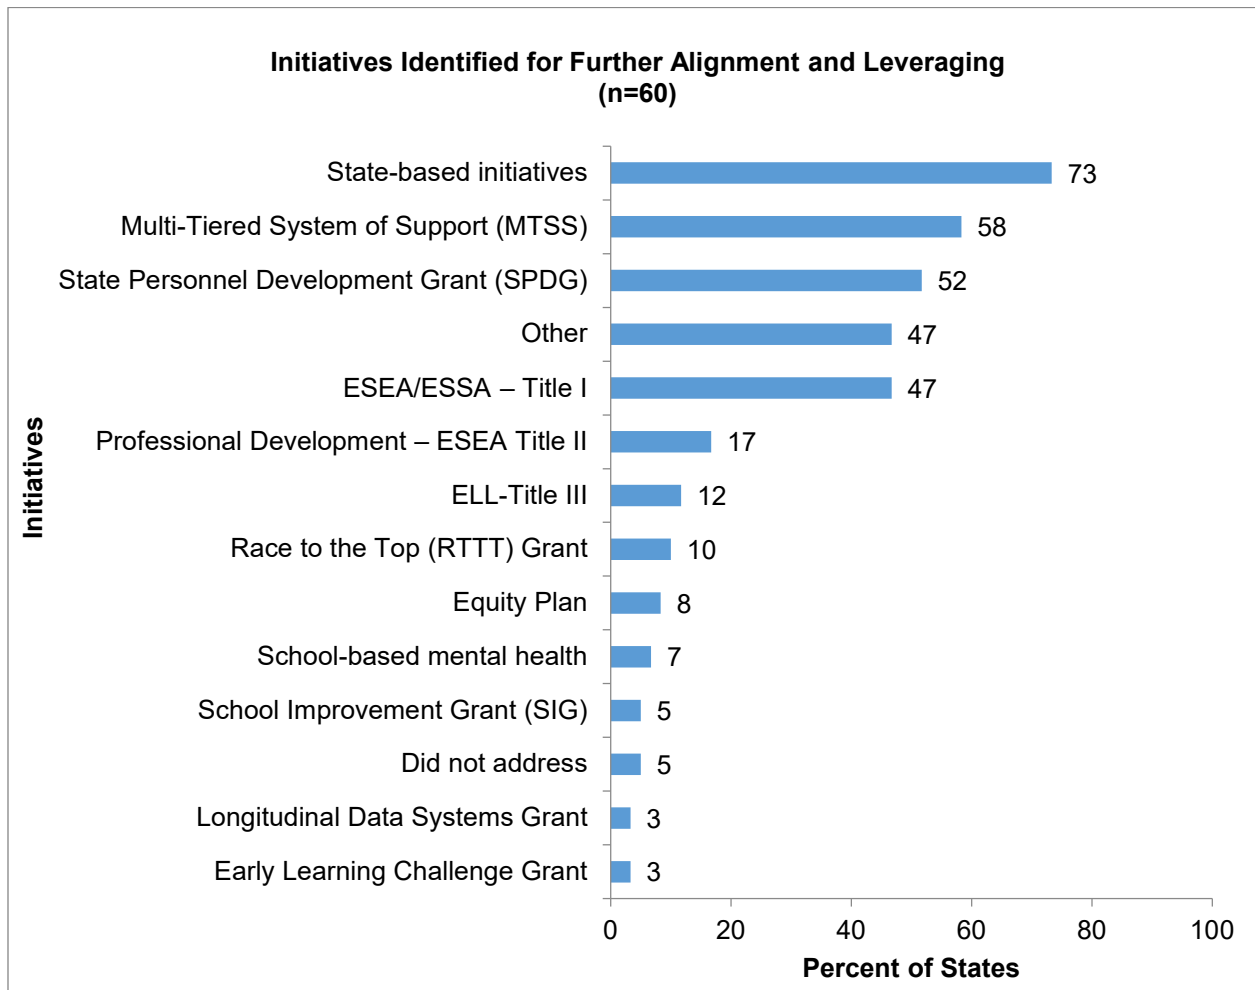 Initiatives Identified for Further Alignment and Leveraging
(n=60)
Initiatives
State-based initiatives 73
Multi-Tiered System of Support (MTSS) 58
State Personnel Development Grant (SPDG) 52
Other 47
ESEA/ESSA – Title I 47
Professional Development – ESEA Title II 17
ELL-Title III 12
Race to the Top (RTTT) Grant 10
Equity Plan 8
School-based mental health 7
School Improvement Grant (SIG) 5
Did not address 5
Longitudinal Data Systems Grant 3
Early Learning Challenge Grant 3
0 20 40 60 80 100
Percent of States